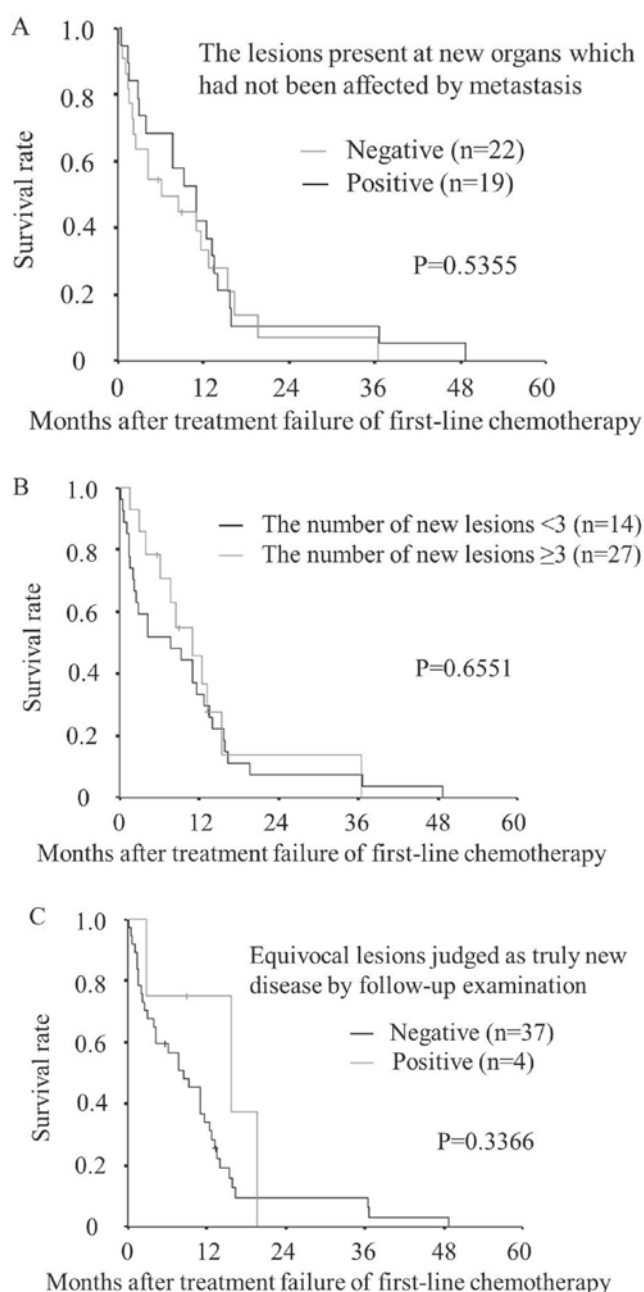 A
1.0
0.8
0.6
0.4
0.2
0
Survival rate
The lesions present at new organs which
had not been affected by metastasis
Negative (n=22)
Positive (n=19)
P=0.5355
0 12 24 36 48 60
Months after treatment failure of first-line chemotherapy
B
1.0
0.8
0.6
0.4
0.2
0
Survival rate
The number of new lesions <3 (n=14)
The number of new lesions ≥3 (n=27)
P=0.6551
0 12 24 36 48 60
Months after treatment failure of first-line chemotherapy
C
1.0
0.8
0.6
0.4
0.2
0
Survival rate
Equivocal lesions judged as truly new
disease by follow-up examination
Negative (n=37)
Positive (n=4)
P=0.3366
0 12 24 36 48 60
Months after treatment failure of first-line chemotherapy